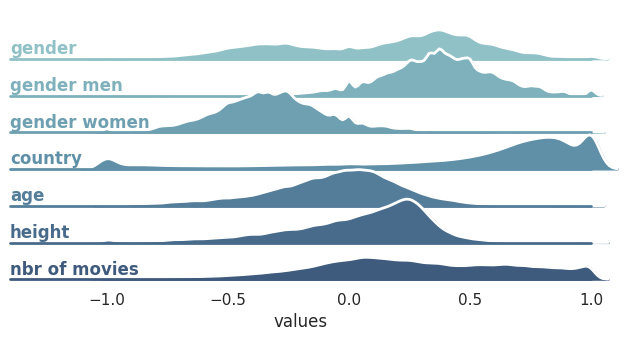 gender
gender men
gender women
country
age
height
nbr of movies
−1.0 −0.5 0.0 0.5 1.0
values